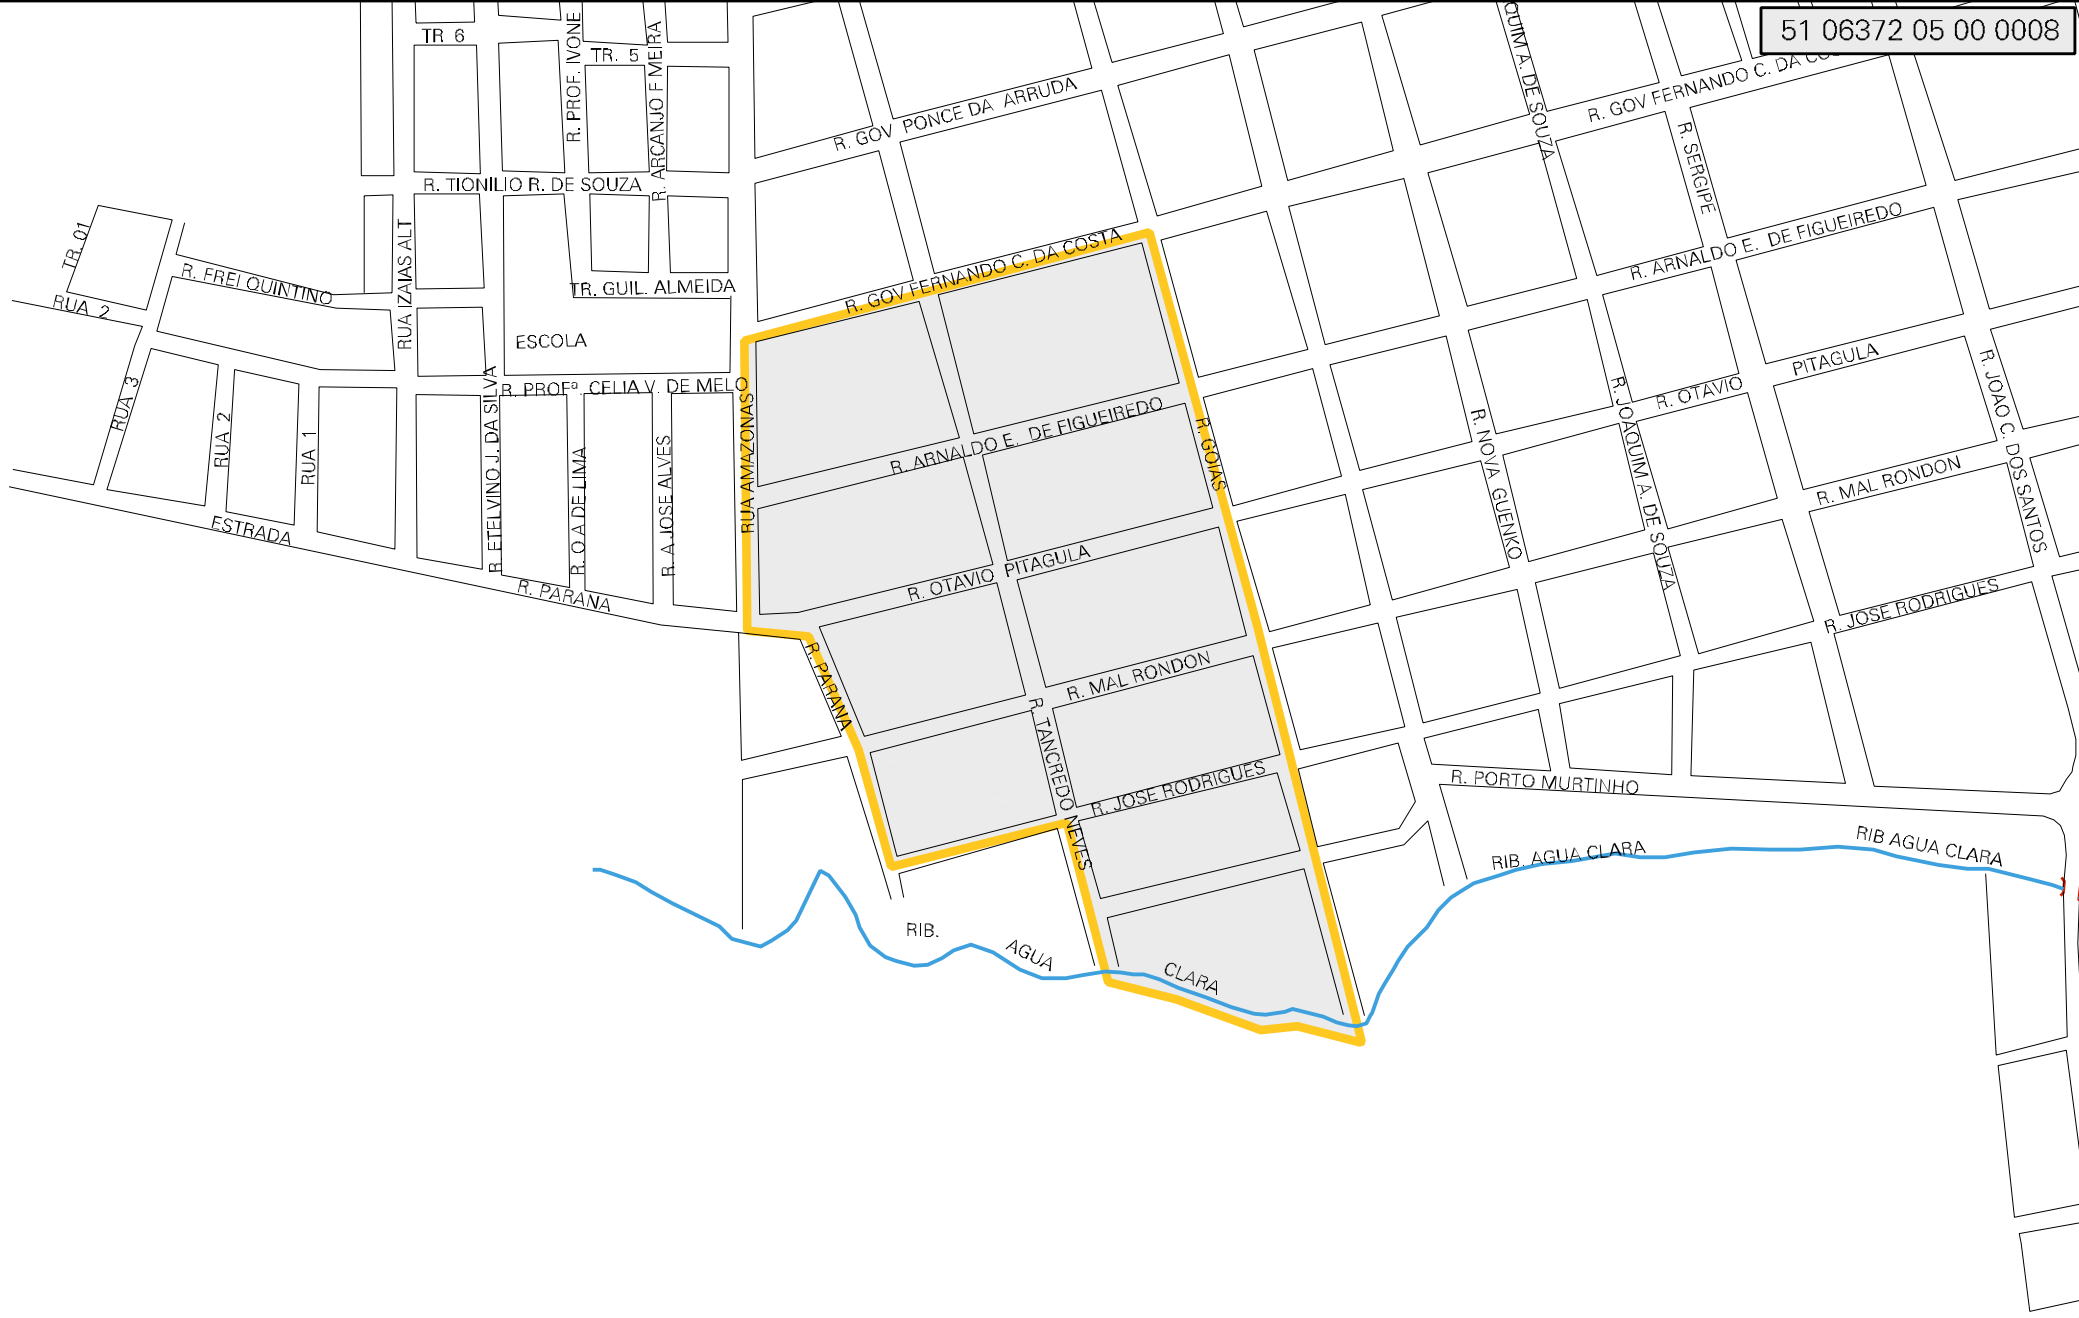 51 06372 05 00 0008
TR 6
TR. 5
R. PROF. IVONE
R. ARCANJO F MEIRA
R. GOV PONCE DA ARRUDA
QUIM A. DE SOUZA
R. GOV FERNANDO C. DA
R. SERGIPE
R. TIONILIO R. DE SOUZA
TR. 01
R. FREI QUINTINO
RUA IZAIAS ALT
TR. GUIL. ALMEIDA
R. GOV FERNANDO C. DA COSTA
R. ARNALDO E. DE FIGUEIREDO
RUA 2
ESCOLA
PITAGULA
R. JOAO C. DOS SANTOS
R. PROFª. CELIA V. DE MELO
RUA 3
RUA 2
RUA 1
R. ETELVINO J. DA SILVA
R. O A DE LIMA
R. A JOSE ALVES
RUA AMAZONAS
R. ARNALDO E. DE FIGUEIREDO
R. GOIAS
R. NOVA GUENKO
R. JOAQUIM A. DE SOUZA
R. OTAVIO
R. MAL RONDON
ESTRADA
R. PARANA
R. OTAVIO PITAGULA
R. JOSE RODRIGUES
R. PARANA
R. MAL RONDON
R. TANCREDO NEVES
R. JOSE RODRIGUES
R. PORTO MURTINHO
RIB. AGUA CLARA
RIB AGUA CLARA
RIB.
AGUA
CLARA